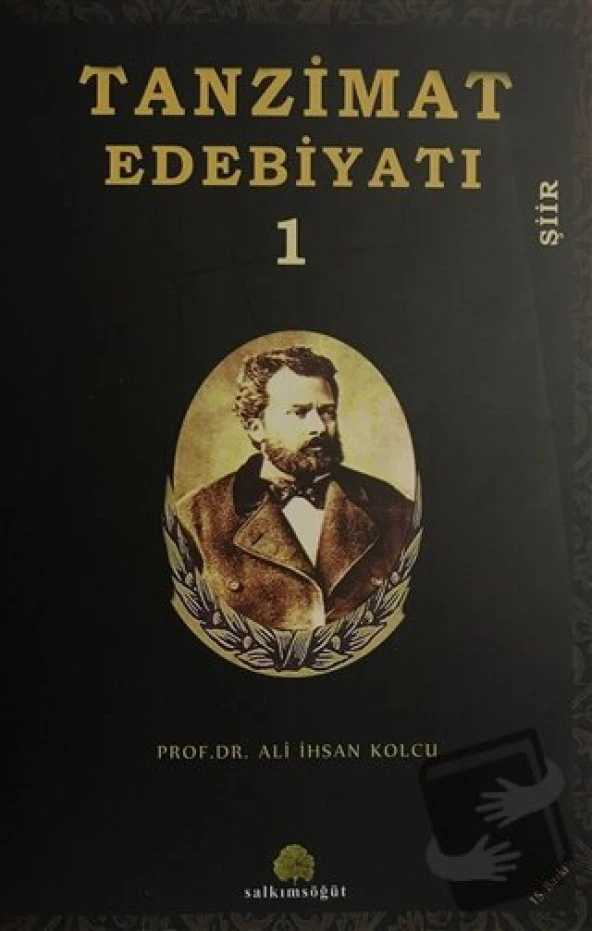 TANZİMAT
EDEBİYATI
1
ŞİİR
PROF.DR. ALİ İHSAN KOLCU
salkımsöğüt